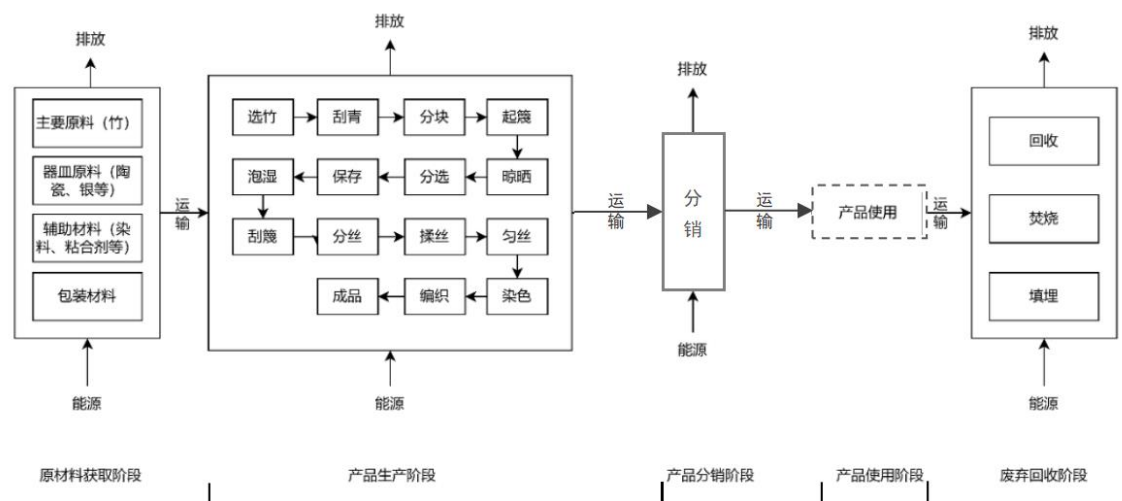 排放
排放
排放
排放
主要原料（竹）
器皿原料（陶
瓷、银等）
辅助材料（染
料、粘合剂等）
包装材料
能源
运
输
选竹
刮青
分块
起篾
泡湿
保存
分选
晾晒
刮篾
分丝
揉丝
匀丝
成品
编织
染色
能源
运
输
分
销
能源
运
输
产品使用
运
输
回收
焚烧
填埋
能源
原材料获取阶段
产品生产阶段
产品分销阶段
产品使用阶段
废弃回收阶段